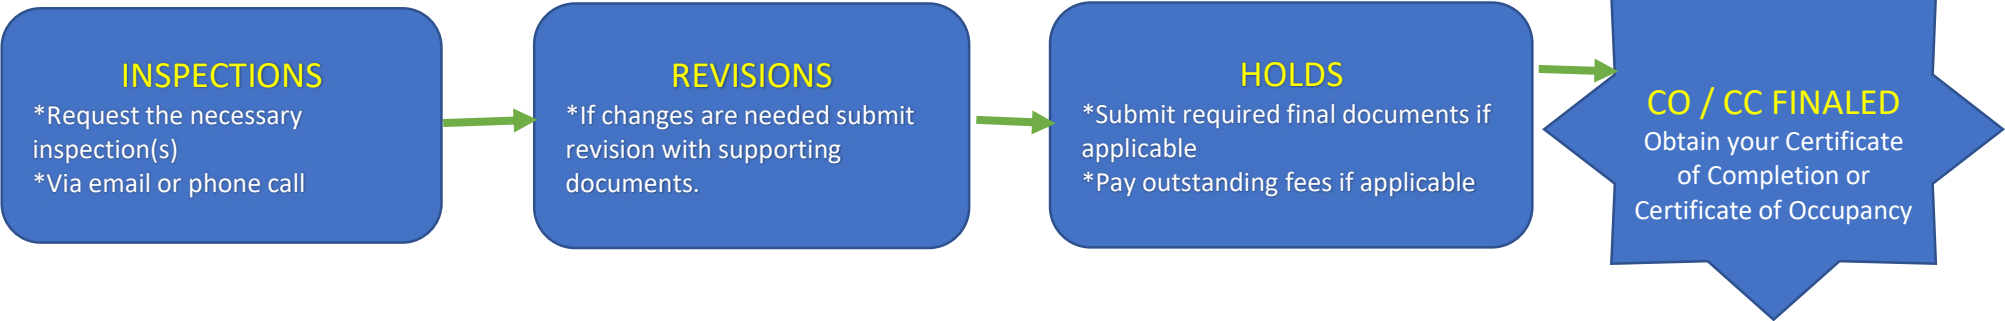 INSPECTIONS
*Request the necessary
inspection(s)
*Via email or phone call
REVISIONS
*If changes are needed submit
revision with supporting
documents.
HOLDS
*Submit required final documents if
applicable
*Pay outstanding fees if applicable
CO / CC FINALED
Obtain your Certificate
of Completion or
Certificate of Occupancy